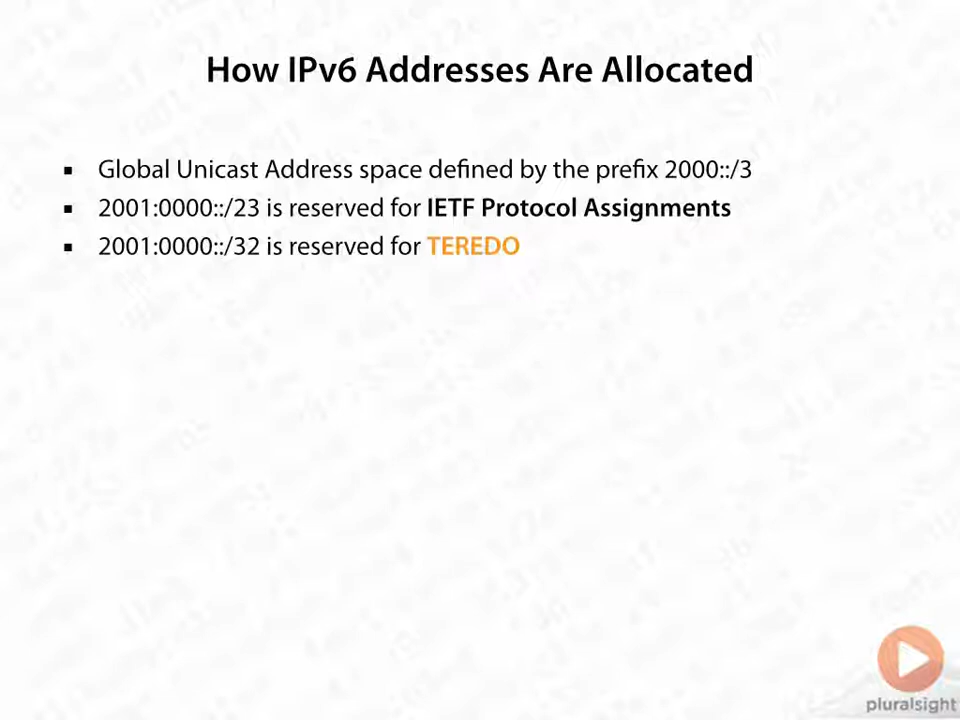 How IPv6 Addresses Are Allocated
▪ Global Unicast Address space defined by the prefix 2000::/3
▪ 2001:0000::/23 is reserved for IETF Protocol Assignments
▪ 2001:0000::/32 is reserved for TEREDO
pluralsight